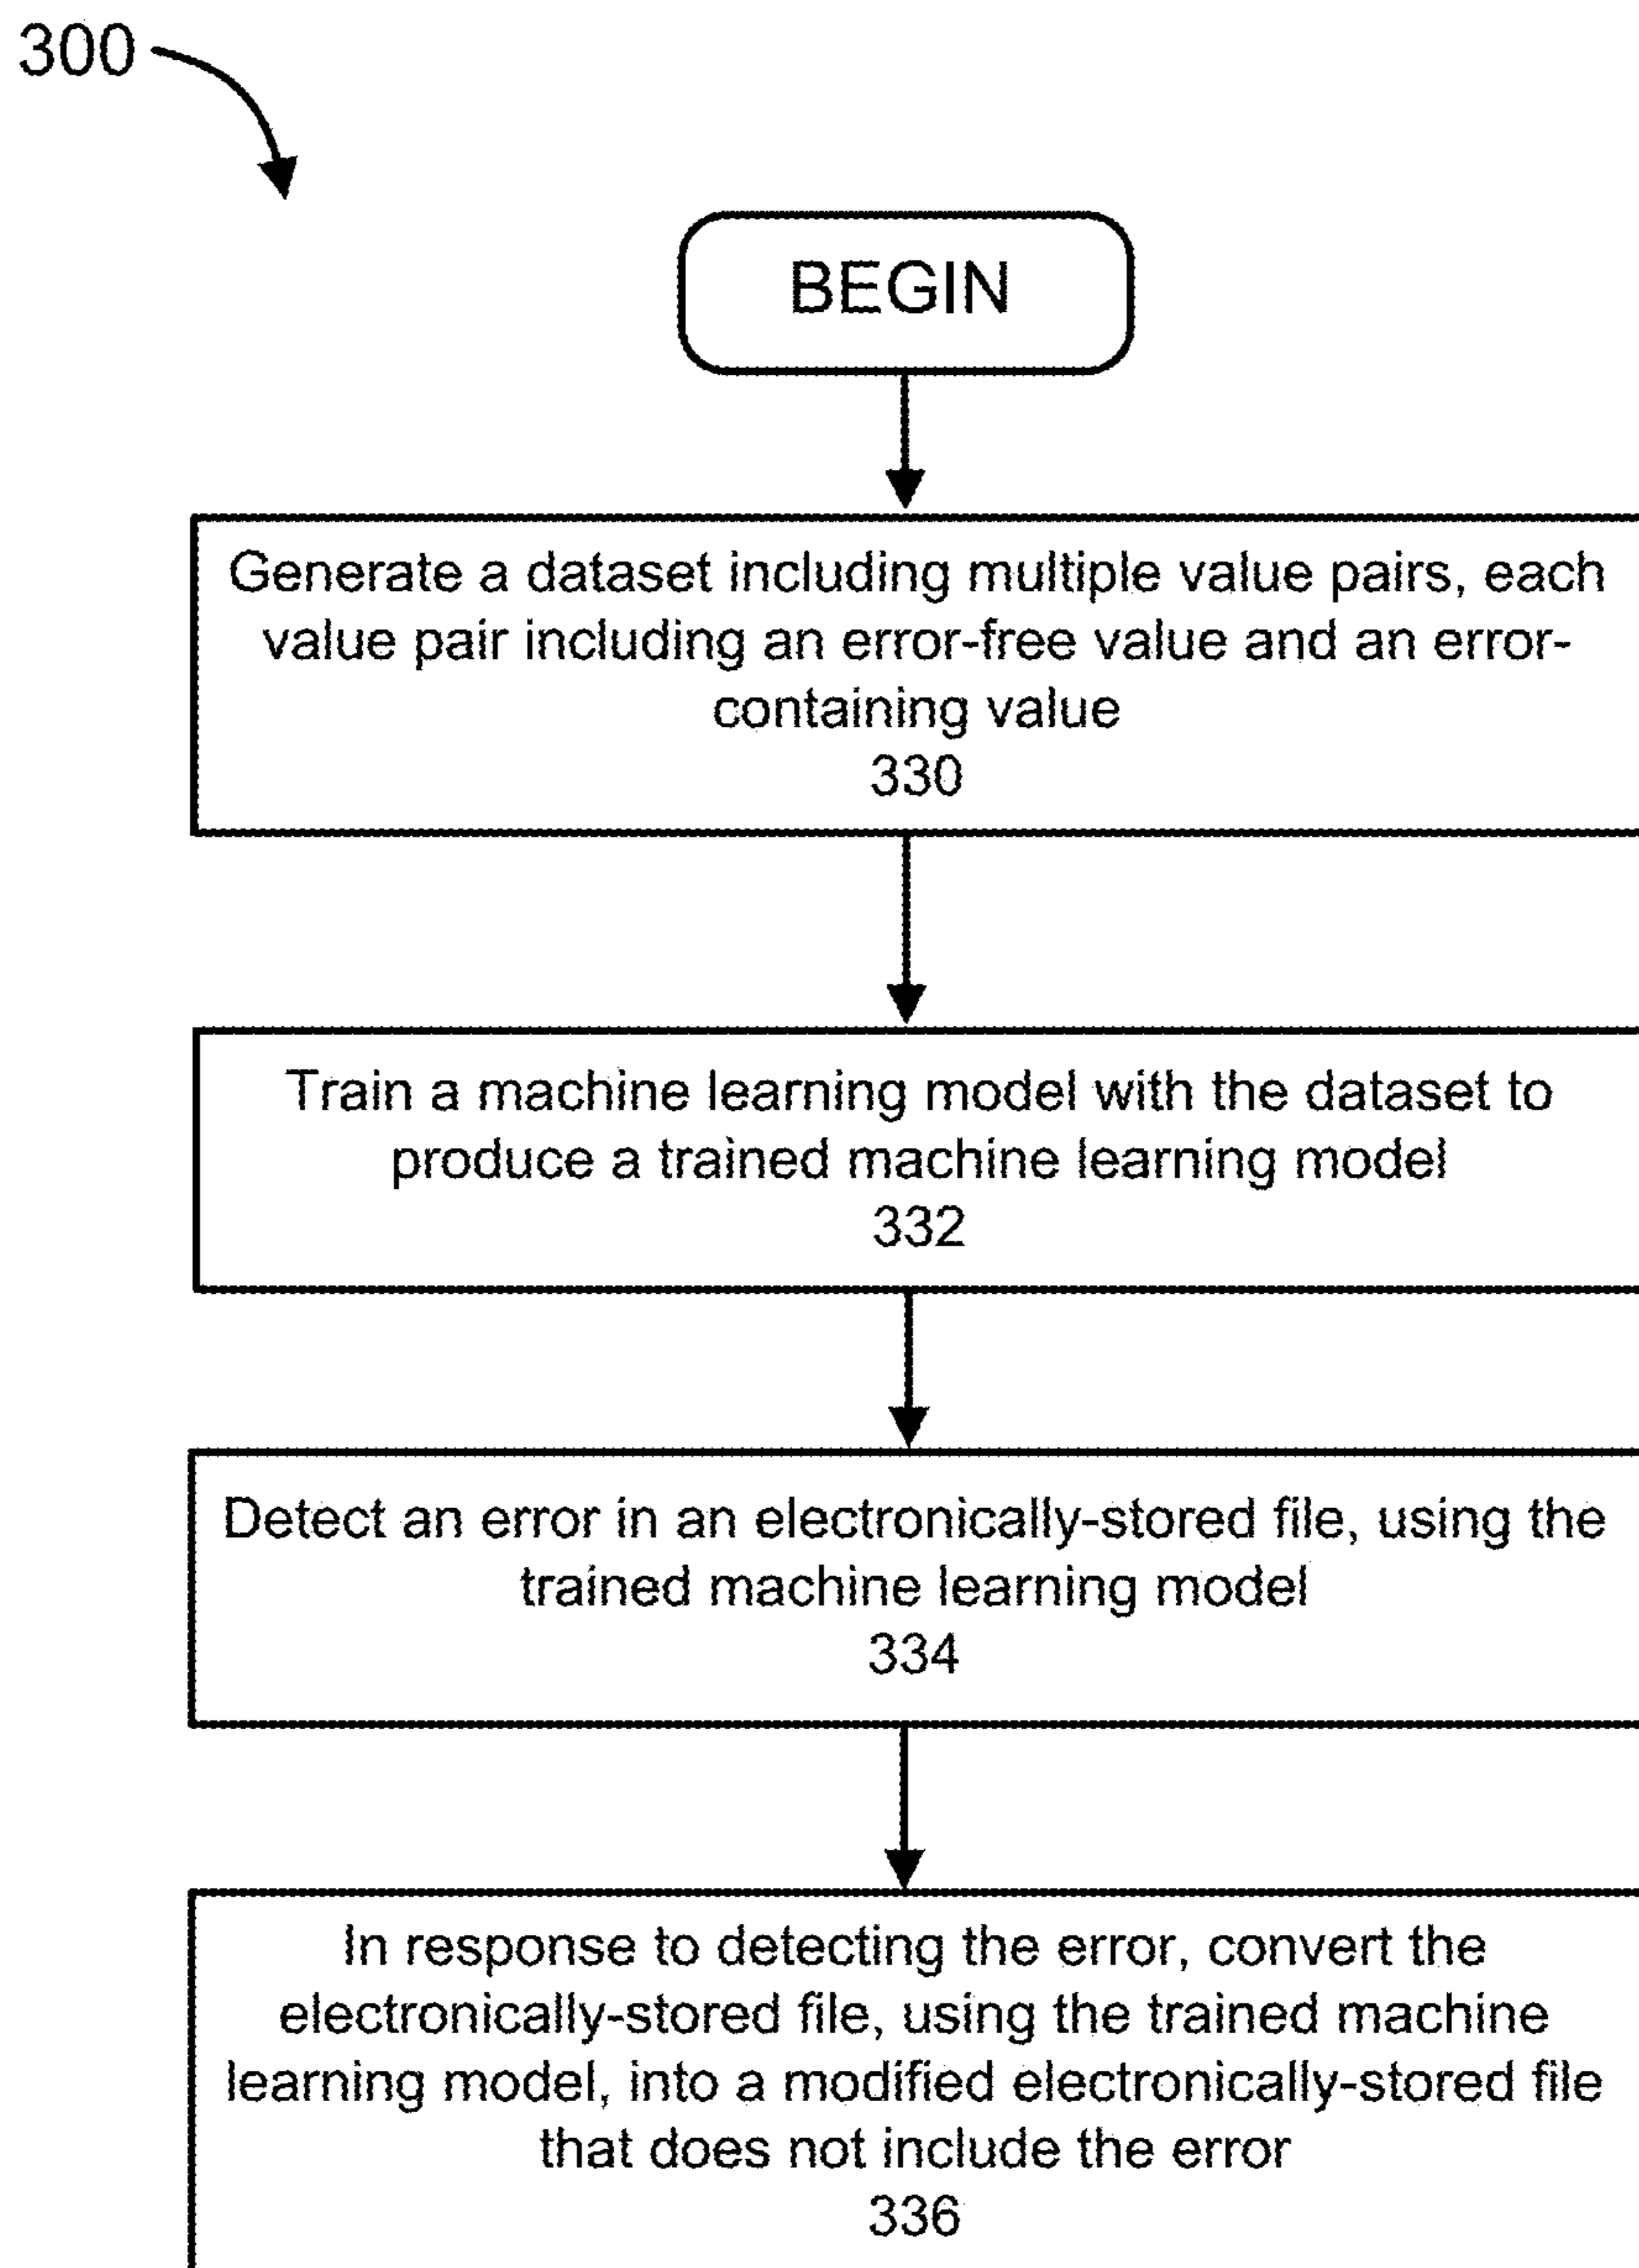 300
BEGIN
Generate a dataset including multiple value pairs, each
value pair including an error-free value and an error-
containing value
330
Train a machine learning model with the dataset to
produce a trained machine learning model
332
Detect an error in an electronically-stored file, using the
trained machine learning model
334
In response to detecting the error, convert the
electronically-stored file, using the trained machine
learning model, into a modified electronically-stored file
that does not include the error
336